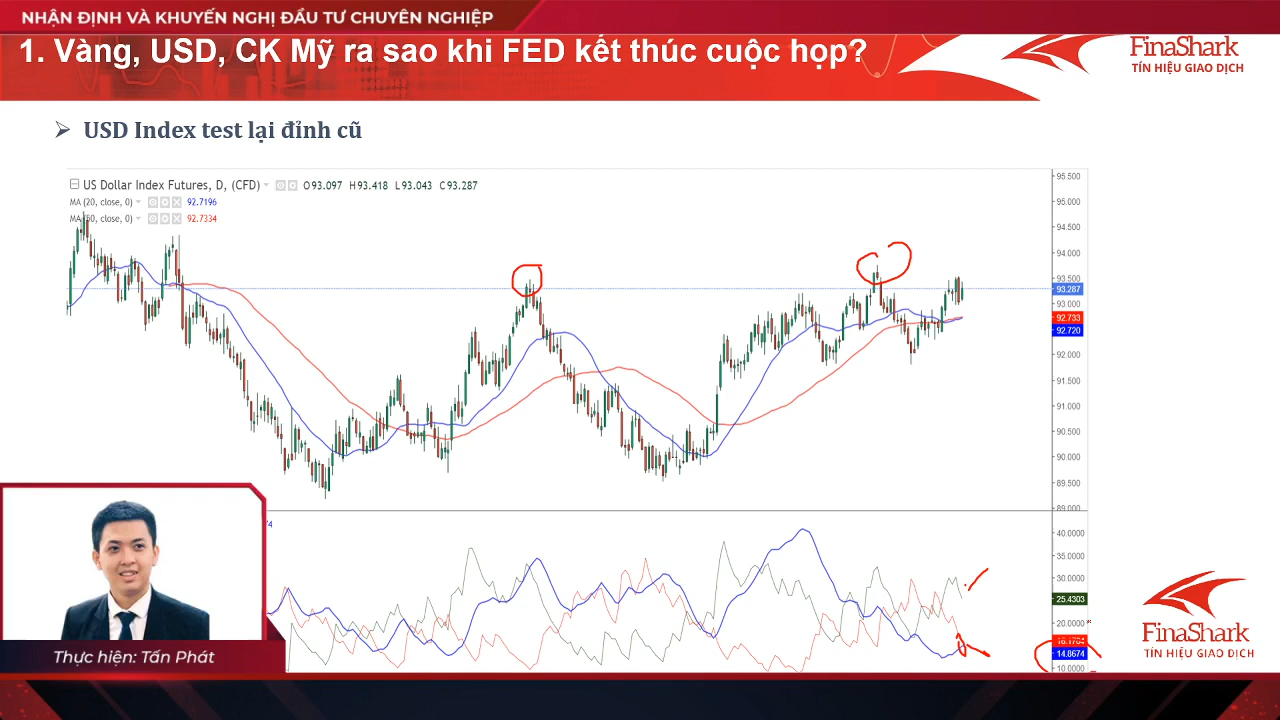 NHẬN ĐỊNH VÀ KHUYẾN NGHỊ ĐẦU TƯ CHUYÊN NGHIỆP
1. Vàng, USD, CK Mỹ ra sao khi FED kết thúc cuộc họp?
FinaShark
TÍN HIỆU GIAO DỊCH
USD Index test lại đỉnh cũ
US Dollar Index Futures, D, (CFD) O93.097 H93.418 L93.043 C93.287
MA (20, close, 0) 92.7196
MA (50, close, 0) 92.7334
95.500
95.000
94.500
94.000
93.500
93.287
93.000
92.733
92.720
92.000
91.500
91.000
90.500
90.000
89.500
89.000
40.0000
35.0000
30.0000
25.4303
20.0000
14.8674
10.0000
FinaShark
TÍN HIỆU GIAO DỊCH
Thực hiện: Tấn Phát